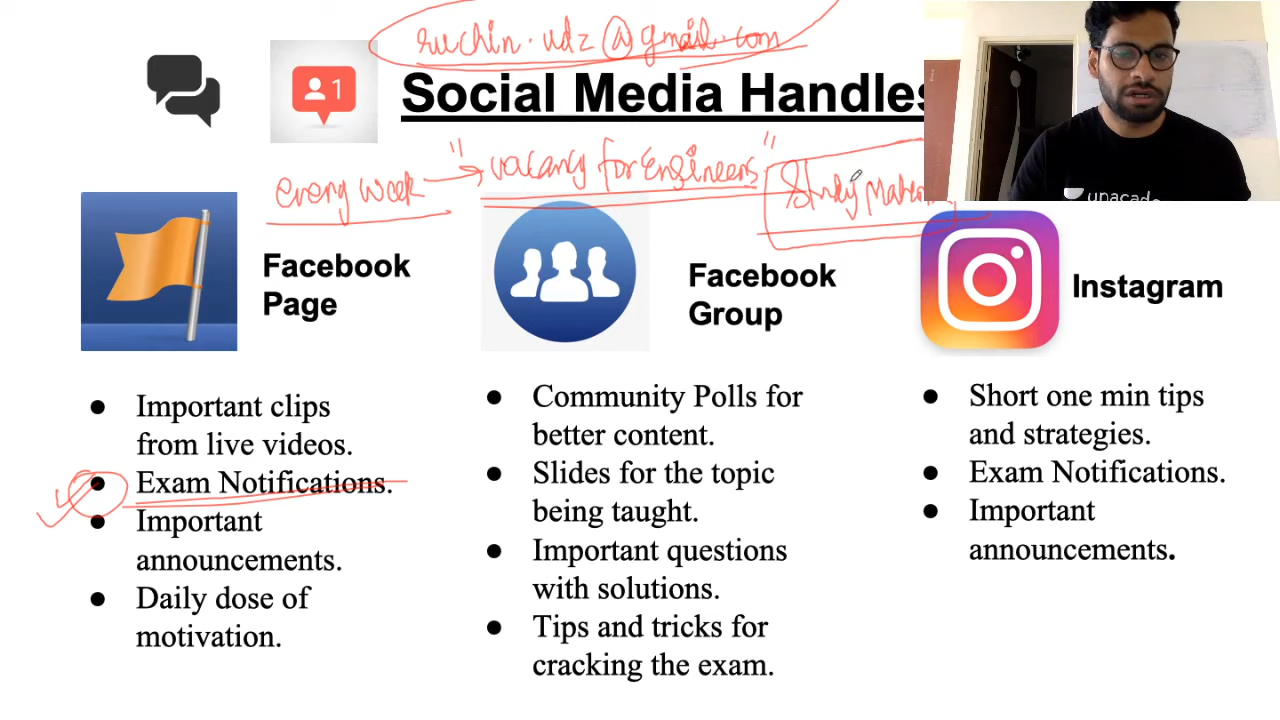 ruchin.udz@gmail.com
1
Social Media Handles
every week → "vacancy for Engineers"
Study
unacade
Facebook
Page
Important clips
from live videos.
Exam Notifications.
Important
announcements.
Daily dose of
motivation.
Facebook
Group
Community Polls for
better content.
Slides for the topic
being taught.
Important questions
with solutions.
Tips and tricks for
cracking the exam.
Instagram
Short one min tips
and strategies.
Exam Notifications.
Important
announcements.